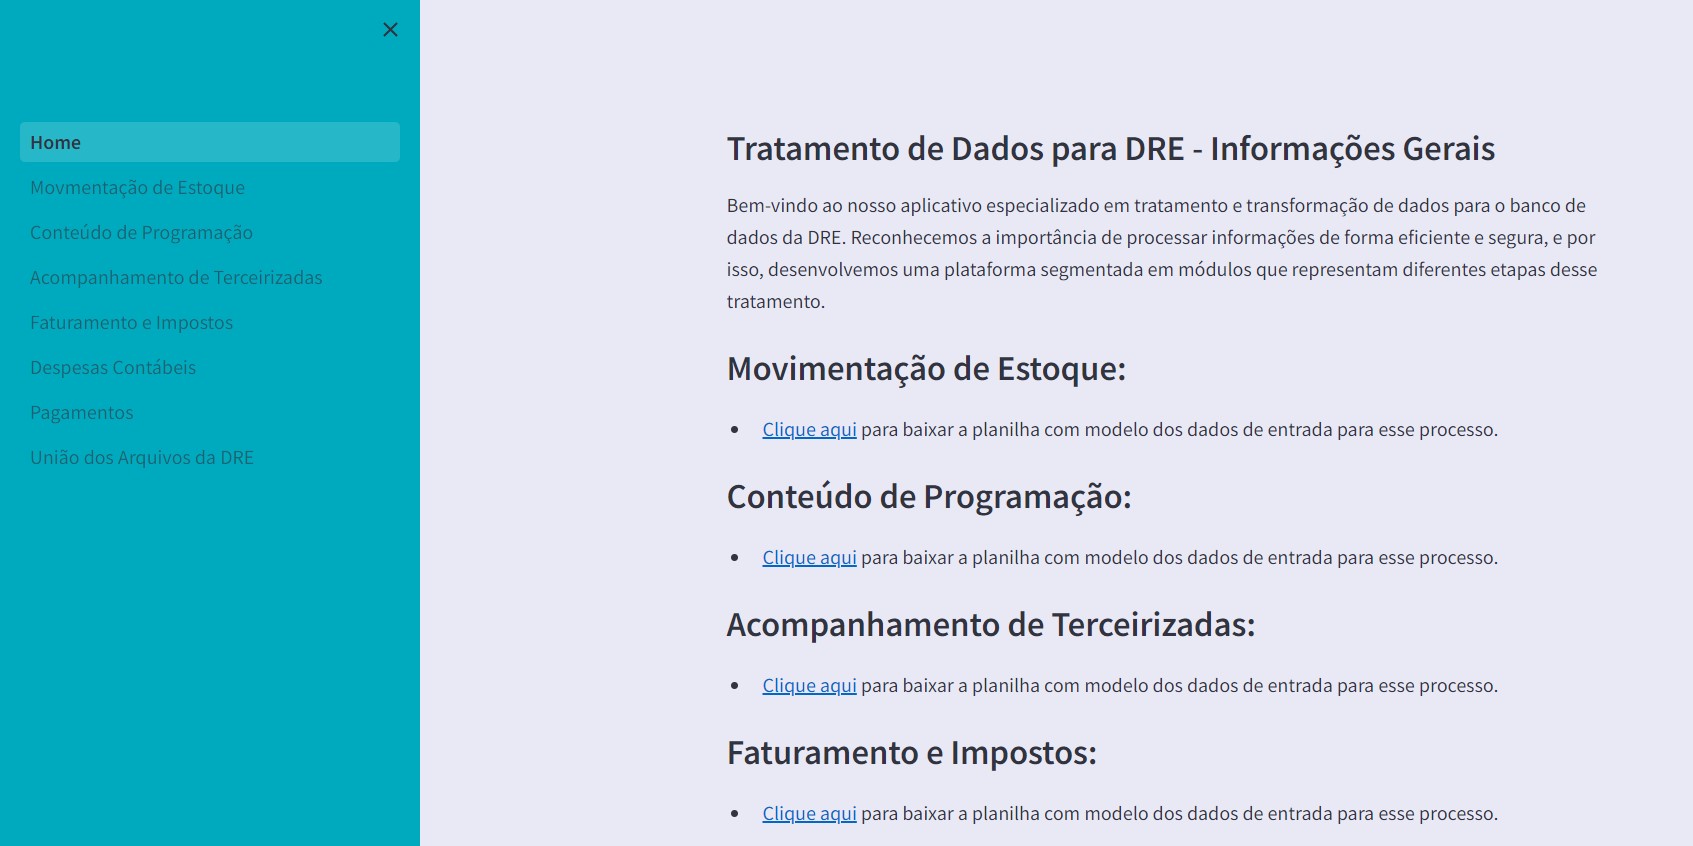 Home
Movmentação de Estoque
Conteúdo de Programação
Acompanhamento de Terceirizadas
Faturamento e Impostos
Despesas Contábeis
Pagamentos
União dos Arquivos da DRE
Tratamento de Dados para DRE - Informações Gerais
Bem-vindo ao nosso aplicativo especializado em tratamento e transformação de dados para o banco de
dados da DRE. Reconhecemos a importância de processar informações de forma eficiente e segura, e por
isso, desenvolvemos uma plataforma segmentada em módulos que representam diferentes etapas desse
tratamento.
Movimentação de Estoque:
• Clique aqui para baixar a planilha com modelo dos dados de entrada para esse processo.
Conteúdo de Programação:
• Clique aqui para baixar a planilha com modelo dos dados de entrada para esse processo.
Acompanhamento de Terceirizadas:
• Clique aqui para baixar a planilha com modelo dos dados de entrada para esse processo.
Faturamento e Impostos:
• Clique aqui para baixar a planilha com modelo dos dados de entrada para esse processo.